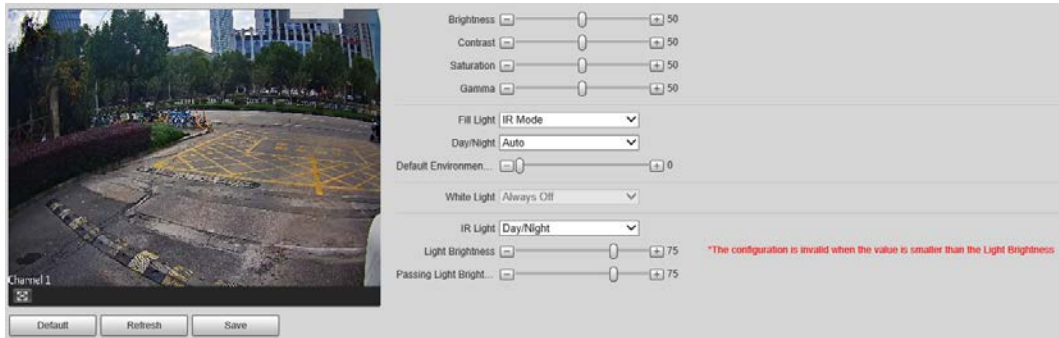 Brightness 50
Contrast 50
Saturation 50
Gamma 50
Fill Light IR Mode
Day/Night Auto
Default Environmen... 0
White Light Always Off
IR Light Day/Night
Light Brightness 75 *The configuration is invalid when the value is smaller than the Light Brightness
Passing Light Bright... 75
Channel 1
Default Refresh Save